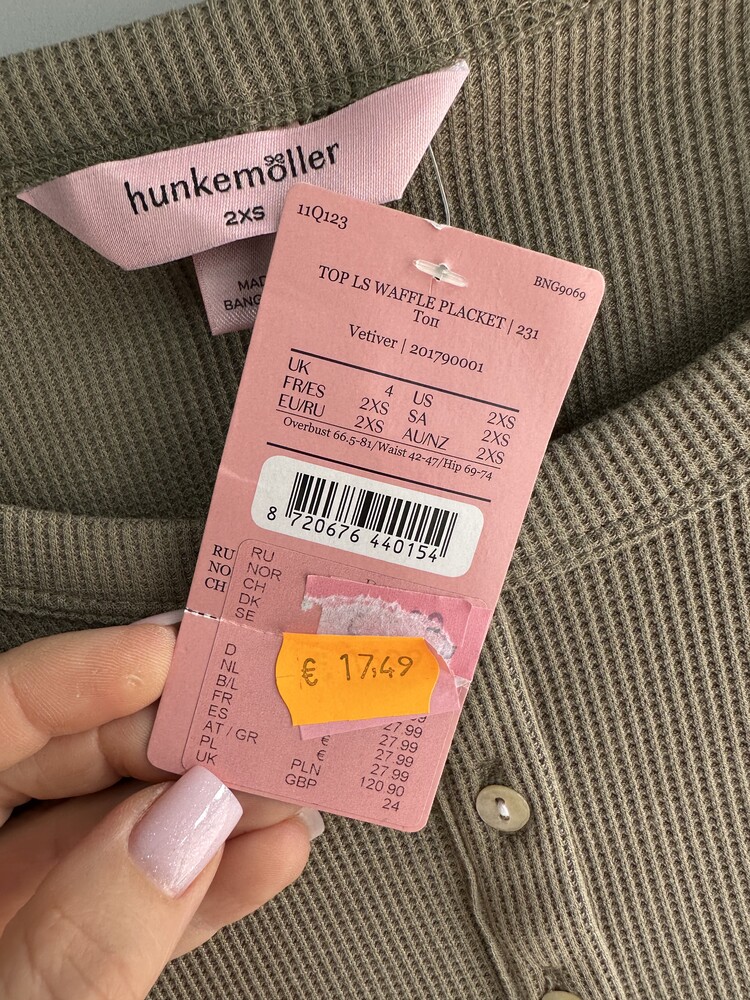 hunkemöller
2XS
MAD
BANG
11Q123
BNG9069
TOP LS WAFFLE PLACKET | 231
Топ
Vetiver | 201790001
UK 4 US 2XS
FR/ES 2XS SA 2XS
EU/RU 2XS AU/NZ 2XS
Overbust 66.5-81/Waist 42-47/Hip 69-74
8 720676 440154
RU
NO
CH
RU
NOR
CH
DK
SE
€ 17,49
D
NL
B/L
FR
ES 27.99
AT / GR € 27.99
PL € 27.99
UK PLN 120.90
GBP 24